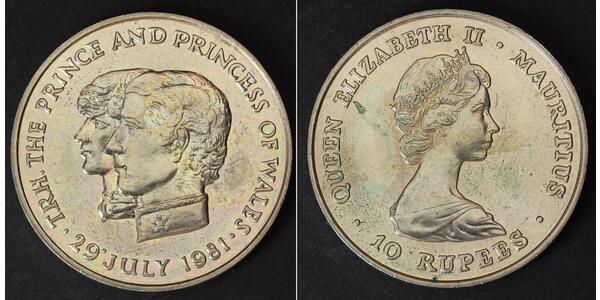 T.R.H. THE PRINCE AND PRINCESS OF WALES
· 29 JULY 1981 ·
QUEEN ELIZABETH II · MAURITIUS
· 10 RUPEES ·